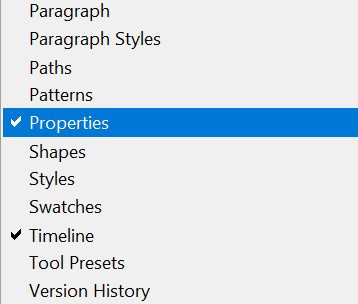 Paragraph
Paragraph Styles
Paths
Patterns
Properties
Shapes
Styles
Swatches
Timeline
Tool Presets
Version History